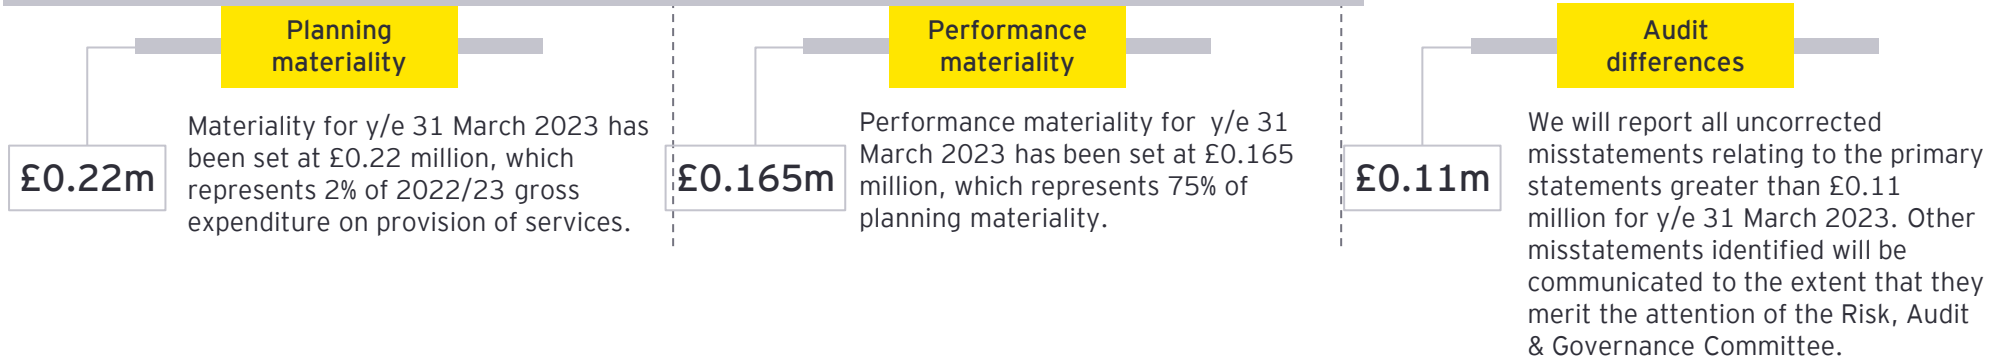 Planning
materiality
£0.22m
Materiality for y/e 31 March 2023 has
been set at £0.22 million, which
represents 2% of 2022/23 gross
expenditure on provision of services.
Performance
materiality
£0.165m
Performance materiality for y/e 31
March 2023 has been set at £0.165
million, which represents 75% of
planning materiality.
Audit
differences
£0.11m
We will report all uncorrected
misstatements relating to the primary
statements greater than £0.11
million for y/e 31 March 2023. Other
misstatements identified will be
communicated to the extent that they
merit the attention of the Risk, Audit
& Governance Committee.